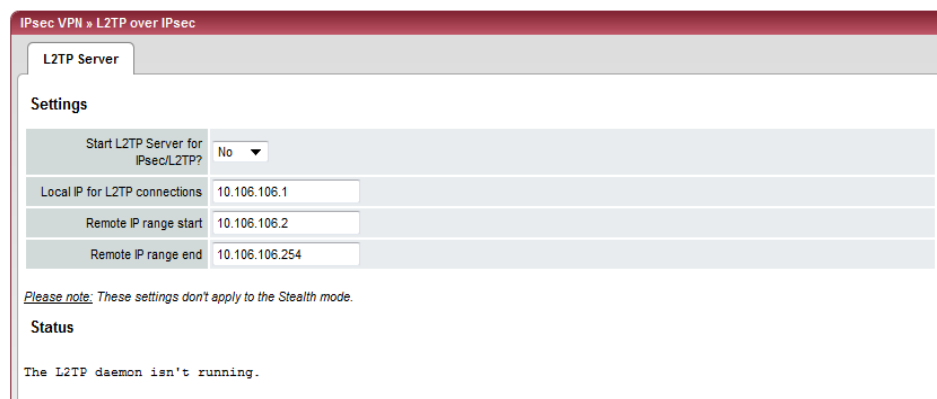 IPsec VPN » L2TP over IPsec
L2TP Server
Settings
Start L2TP Server for
IPsec/L2TP?
No
Local IP for L2TP connections
10.106.106.1
Remote IP range start
10.106.106.2
Remote IP range end
10.106.106.254
Please note: These settings don't apply to the Stealth mode.
Status
The L2TP daemon isn't running.